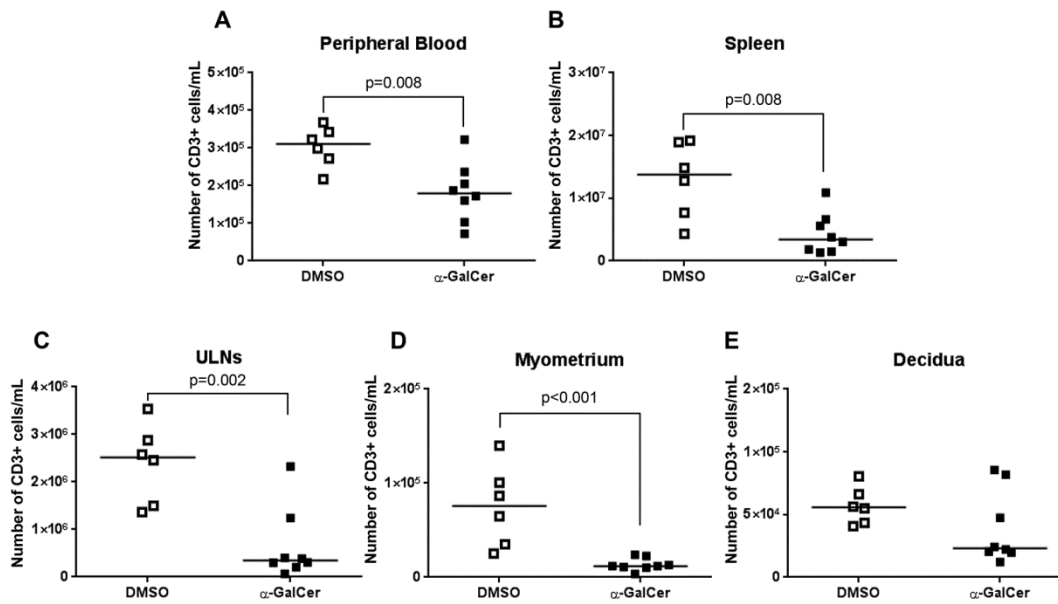 A
Peripheral Blood
Number of CD3+ cells/mL
5×10⁵
4×10⁵
3×10⁵
2×10⁵
1×10⁵
0
p=0.008
DMSO
α-GalCer
B
Spleen
Number of CD3+ cells/mL
3×10⁷
2×10⁷
1×10⁷
0
p=0.008
DMSO
α-GalCer
C
ULNs
Number of CD3+ cells/mL
4×10⁶
3×10⁶
2×10⁶
1×10⁶
0
p=0.002
DMSO
α-GalCer
D
Myometrium
Number of CD3+ cells/mL
2×10⁵
1×10⁵
0
p<0.001
DMSO
α-GalCer
E
Decidua
Number of CD3+ cells/mL
2×10⁵
1×10⁵
5×10⁴
0
DMSO
α-GalCer